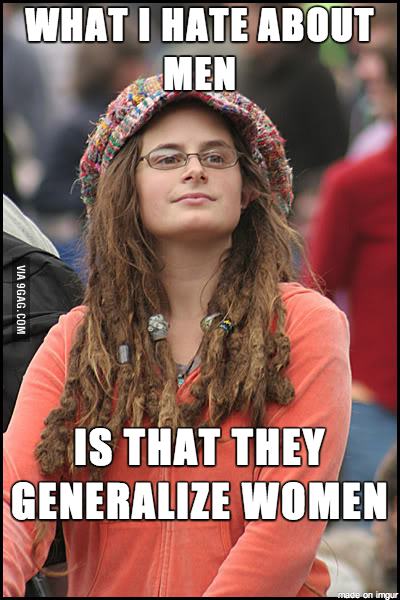 WHAT I HATE ABOUT
MEN
VIA 9GAG.COM
IS THAT THEY
GENERALIZE WOMEN
made on imgur